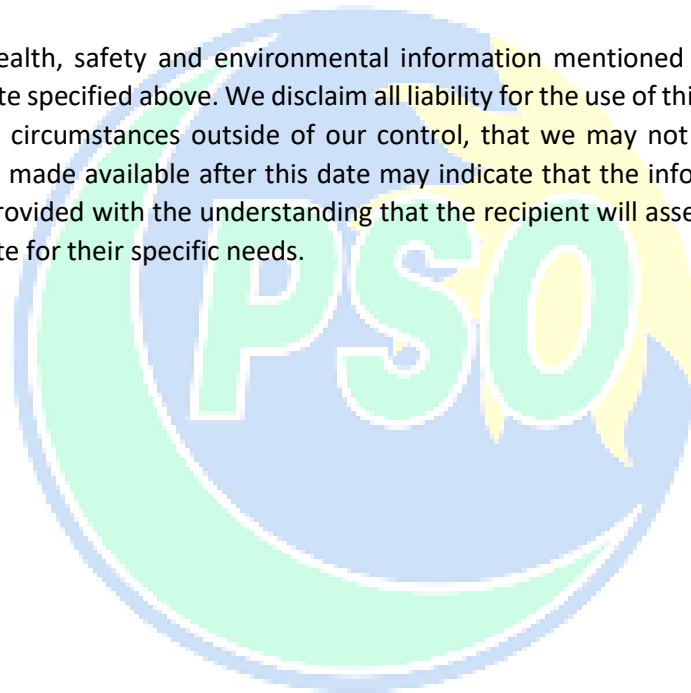 ealth, safety and environmental information mentioned
te specified above. We disclaim all liability for the use of thi
circumstances outside of our control, that we may not
made available after this date may indicate that the info
rovided with the understanding that the recipient will asse
te for their specific needs.
PSO